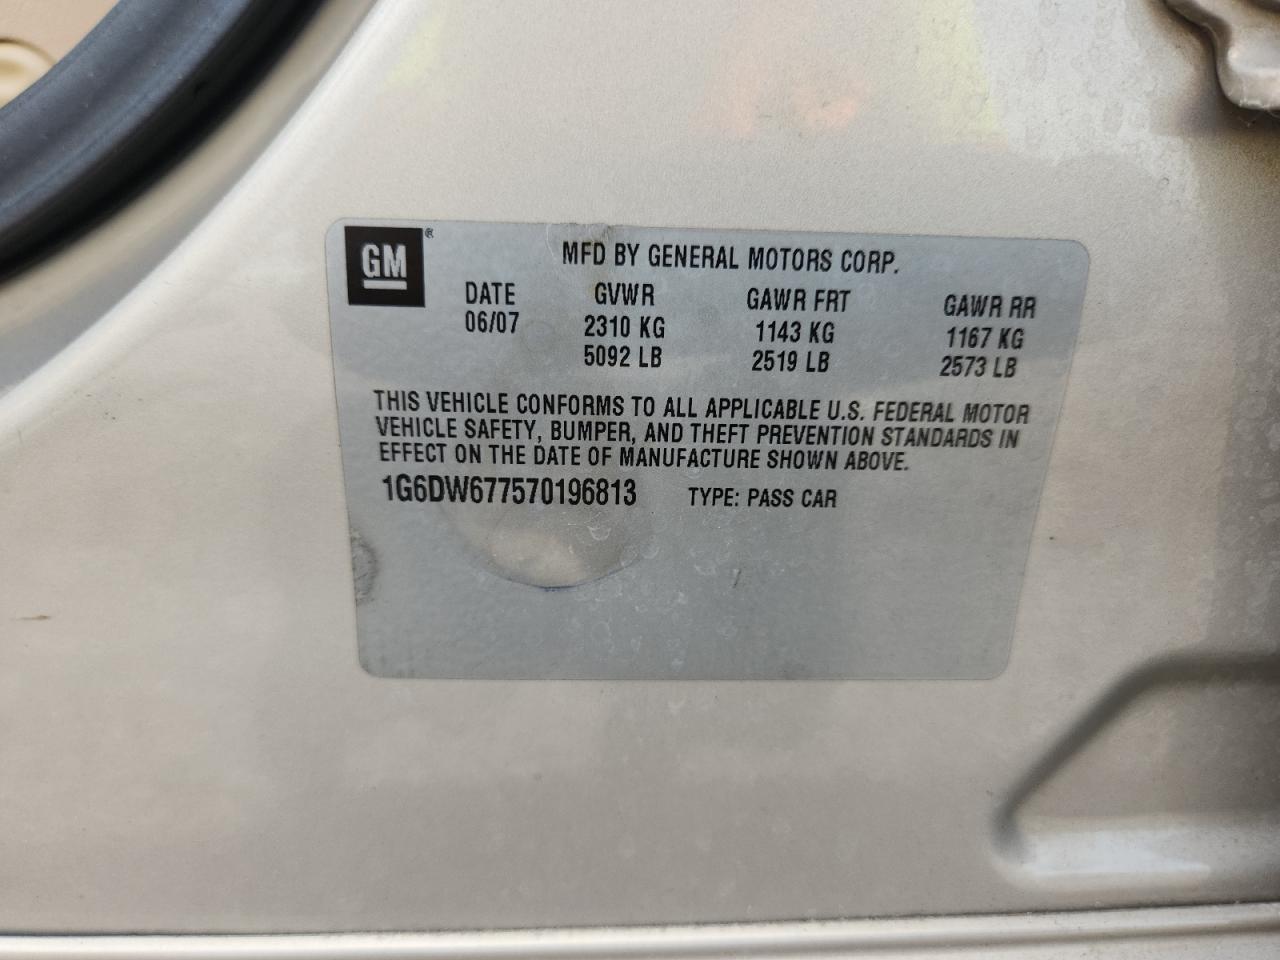 GM®
MFD BY GENERAL MOTORS CORP.
DATE GVWR GAWR FRT GAWR RR
06/07 2310 KG 1143 KG 1167 KG
5092 LB 2519 LB 2573 LB
THIS VEHICLE CONFORMS TO ALL APPLICABLE U.S. FEDERAL MOTOR
VEHICLE SAFETY, BUMPER, AND THEFT PREVENTION STANDARDS IN
EFFECT ON THE DATE OF MANUFACTURE SHOWN ABOVE.
1G6DW677570196813 TYPE: PASS CAR